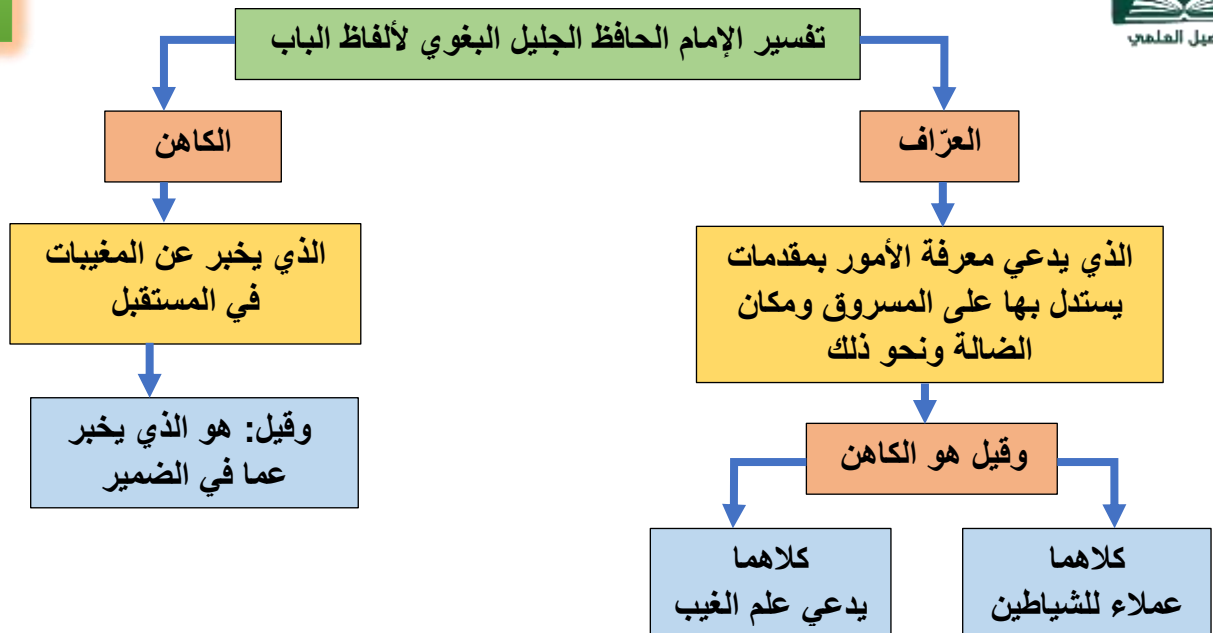 تفسير الإمام الحافظ الجليل البغوي لألفاظ الباب
العرّاف
الذي يدعي معرفة الأمور بمقدمات
يستدل بها على المسروق ومكان
الضالة ونحو ذلك
وقيل هو الكاهن
كلاهما
عملاء للشياطين
كلاهما
يدعي علم الغيب
الكاهن
الذي يخبر عن المغيبات
في المستقبل
وقيل: هو الذي يخبر
عما في الضمير